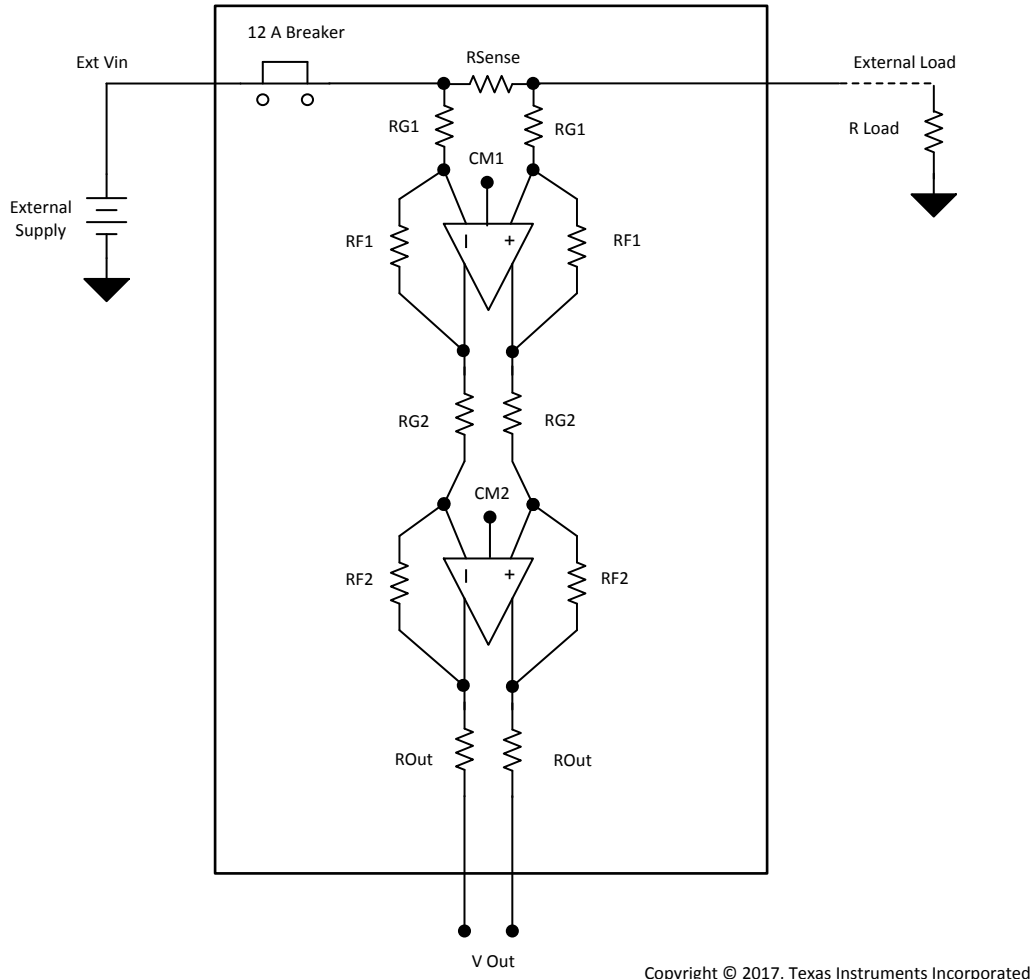 12 A Breaker
Ext Vin
RSense
External Load
RG1
RG1
R Load
CM1
External
Supply
RF1
RF1
+
RG2
RG2
CM2
RF2
RF2
+
ROut
ROut
V Out
Copyright © 2017, Texas Instruments Incorporated